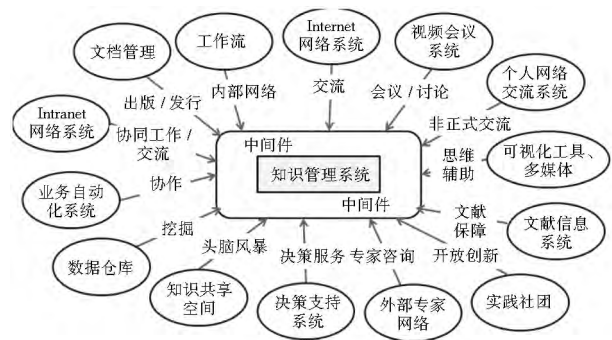 Internet
网络系统
工作流
视频会议
系统
文档管理
个人网络
交流系统
内部网络
交流
会议 / 讨论
出版 / 发行
非正式交流
Intranet
网络系统
协同工作 /
交流
中间件
思维
辅助
可视化工具、
多媒体
知识管理系统
业务自动
化系统
协作
中间件
文献
保障
文献信息
系统
挖掘
头脑风暴
决策服务
专家咨询
开放创新
数据仓库
知识共享
空间
决策支持
系统
外部专家
网络
实践社团